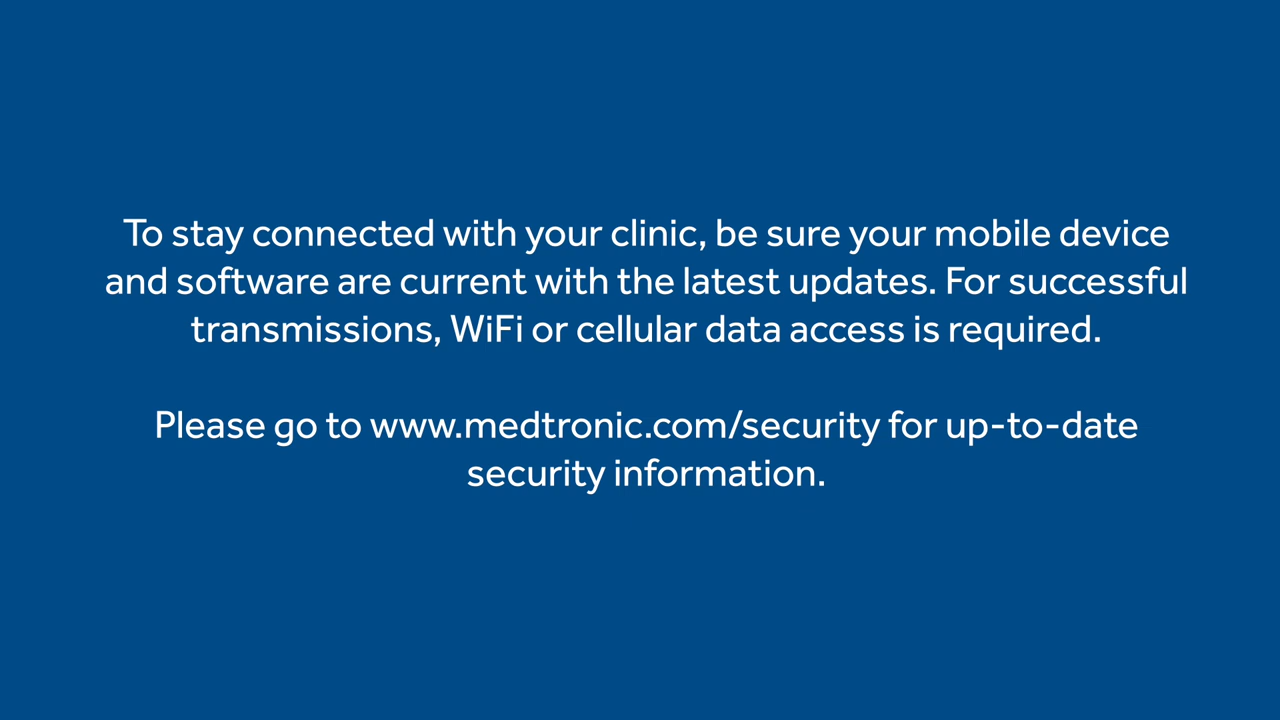 To stay connected with your clinic, be sure your mobile device
and software are current with the latest updates. For successful
transmissions, WiFi or cellular data access is required.
Please go to www.medtronic.com/security for up-to-date
security information.